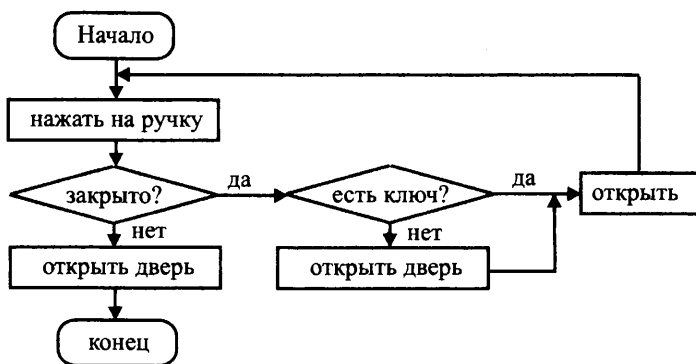 Начало
нажать на ручку
закрыто?
да
есть ключ?
да
открыть
нет
нет
открыть дверь
открыть дверь
конец